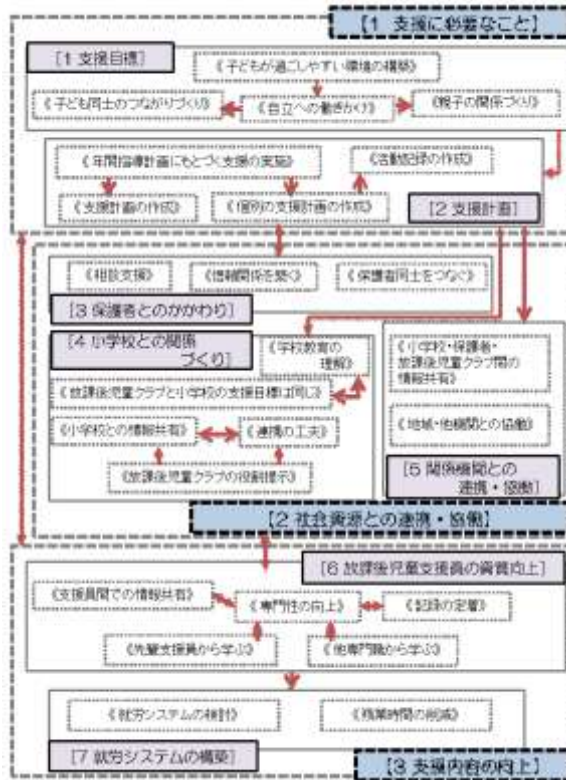 【1 支援に必要なこと】
［1 支援目標］
《子どもが過ごしやすい環境の構築》
《子ども同士のつながりづくり》
《自立への働きかけ》
《親子の関係づくり》
《年間指導計画にもとづく支援の実施》
《活動記録の作成》
《支援計画の作成》
《個別の支援計画の作成》
［2 支援計画］
《相談支援》
《信頼関係を築く》
《保護者同士をつなぐ》
［3 保護者とのかかわり］
［4 小学校との関係
づくり］
《学校教育の
理解》
《放課後児童クラブと小学校の支援目標は同じ》
《小学校との情報共有》
《連携の工夫》
《放課後児童クラブの役割提示》
《小学校・保護者・
放課後児童クラブ間の
情報共有》
《地域・他機関との協働》
［5 関係機関との
連携・協働］
【2 社会資源との連携・協働】
［6 放課後児童支援員の資質向上］
《支援員間での情報共有》
《専門性の向上》
《記録の定着》
《先輩支援員から学ぶ》
《他専門職から学ぶ》
《就労システムの検討》
《残業時間の削減》
［7 就労システムの構築］
【3 支援内容の向上】